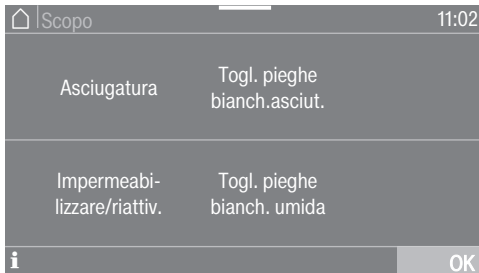 Scopo
11:02
Asciugatura
Togl. pieghe
bianch.asciut.
Impermeabi-
lizzare/riattiv.
Togl. pieghe
bianch. umida
i
OK